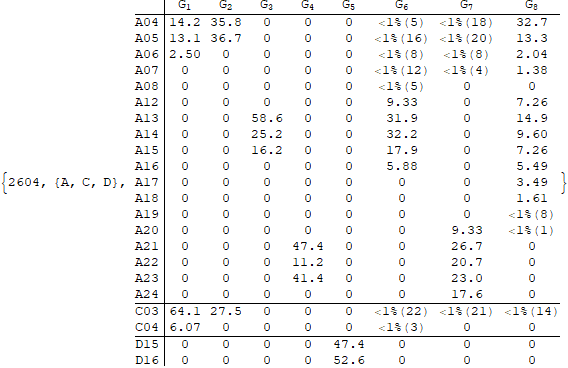 G₁ G₂ G₃ G₄ G₅ G₆ G₇ G₈
A04 14.2 35.8 0 0 0 <1%(5) <1%(18) 32.7
A05 13.1 36.7 0 0 0 <1%(16) <1%(20) 13.3
A06 2.50 0 0 0 0 <1%(8) <1%(8) 2.04
A07 0 0 0 0 0 <1%(12) <1%(4) 1.38
A08 0 0 0 0 0 <1%(5) 0 0
A12 0 0 0 0 0 9.33 0 7.26
A13 0 0 58.6 0 0 31.9 0 14.9
A14 0 0 25.2 0 0 32.2 0 9.60
A15 0 0 16.2 0 0 17.9 0 7.26
A16 0 0 0 0 0 5.88 0 5.49
{2604, {A, C, D}, A17 0 0 0 0 0 0 0 3.49 }
A18 0 0 0 0 0 0 0 1.61
A19 0 0 0 0 0 0 0 <1%(8)
A20 0 0 0 0 0 0 9.33 <1%(1)
A21 0 0 0 47.4 0 0 26.7 0
A22 0 0 0 11.2 0 0 20.7 0
A23 0 0 0 41.4 0 0 23.0 0
A24 0 0 0 0 0 0 17.6 0
C03 64.1 27.5 0 0 0 <1%(22) <1%(21) <1%(14)
C04 6.07 0 0 0 0 <1%(3) 0 0
D15 0 0 0 0 47.4 0 0 0
D16 0 0 0 0 52.6 0 0 0